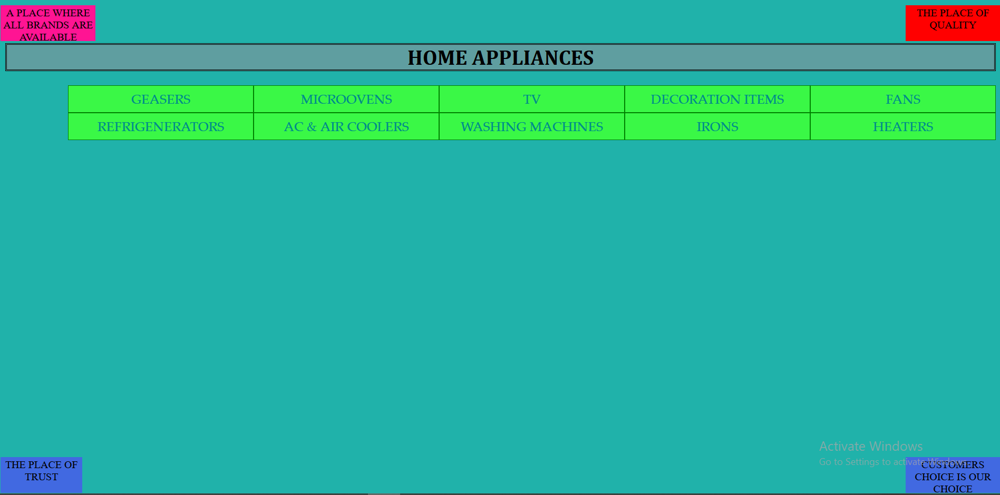 A PLACE WHERE
ALL BRANDS ARE
AVAILABLE
THE PLACE OF
QUALITY
HOME APPLIANCES
GEASERS
MICROOVENS
TV
DECORATION ITEMS
FANS
REFRIGENERATORS
AC & AIR COOLERS
WASHING MACHINES
IRONS
HEATERS
Activate Windows
Go to Settings to activate Windows.
THE PLACE OF
TRUST
CUSTOMERS
CHOICE IS OUR
CHOICE